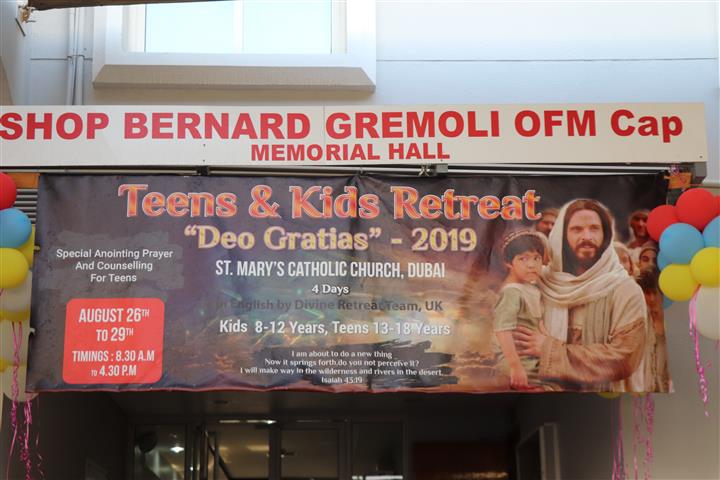 SHOP BERNARD GREMOLI OFM Cap
MEMORIAL HALL
Teens & Kids Retreat
"Deo Gratias" - 2019
ST. MARY'S CATHOLIC CHURCH, DUBAI
4 Days
in English by Divine Retreat Team, UK
Kids 8-12 Years, Teens 13-18 Years
I am about to do a new thing
Now it springs forth.do you not perceive it?
I will make way in the wilderness and rivers in the desert.
Isaiah 43:19
Special Anointing Prayer
And Counselling
For Teens
AUGUST 26TH
TO 29TH
TIMINGS : 8.30 A.M
TO 4.30 P.M